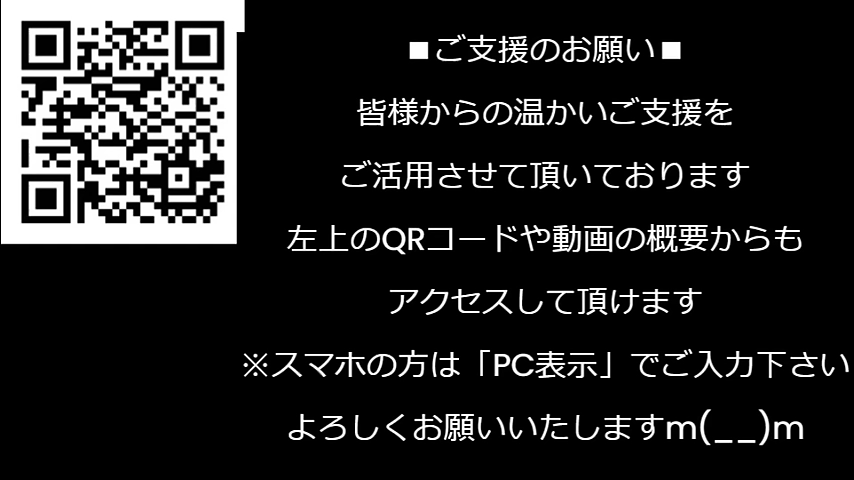 ■ご支援のお願い■
皆様からの温かいご支援を
ご活用させて頂いております
左上のQRコードや動画の概要からも
アクセスして頂けます
※スマホの方は「PC表示」でご入力下さい
よろしくお願いいたしますm(__)m